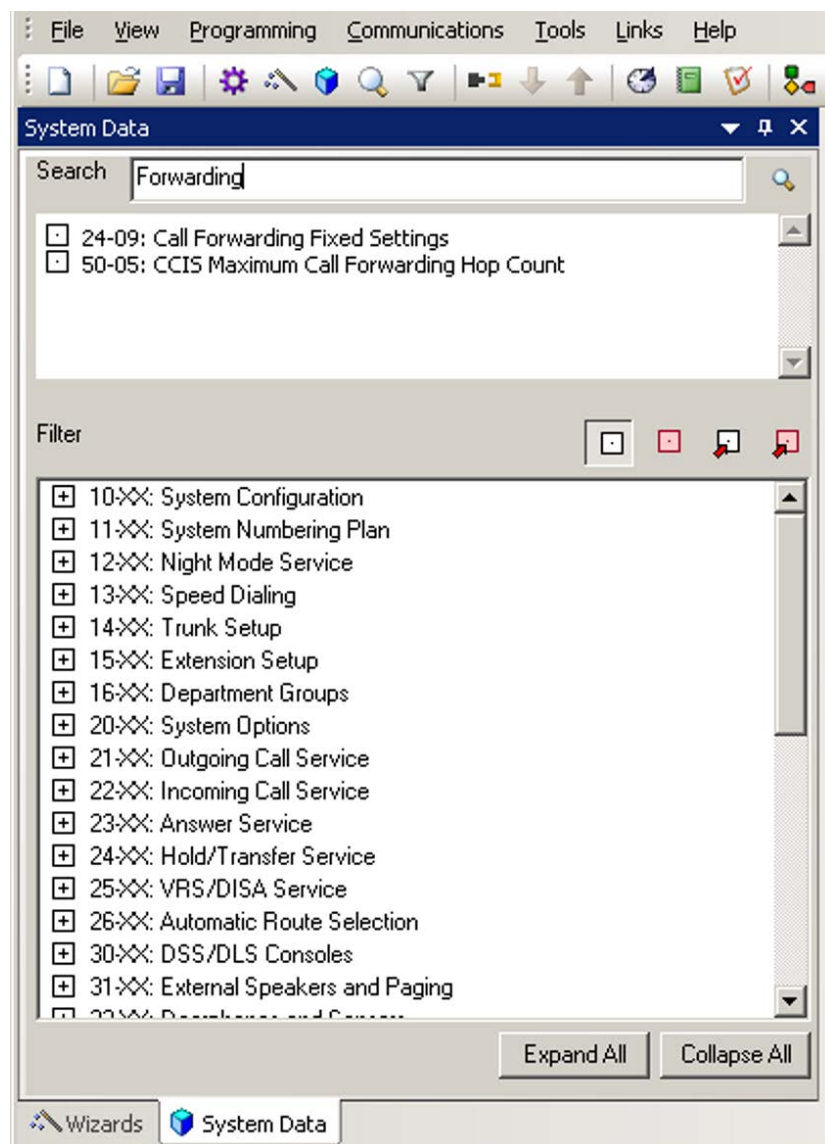 File View Programming Communications Tools Links Help
System Data
Search Forwarding
24-09: Call Forwarding Fixed Settings
50-05: CCIS Maximum Call Forwarding Hop Count
Filter
10-XX: System Configuration
11-XX: System Numbering Plan
12-XX: Night Mode Service
13-XX: Speed Dialing
14-XX: Trunk Setup
15-XX: Extension Setup
16-XX: Department Groups
20-XX: System Options
21-XX: Outgoing Call Service
22-XX: Incoming Call Service
23-XX: Answer Service
24-XX: Hold/Transfer Service
25-XX: VRS/DISA Service
26-XX: Automatic Route Selection
30-XX: DSS/DLS Consoles
31-XX: External Speakers and Paging
Expand All Collapse All
Wizards System Data